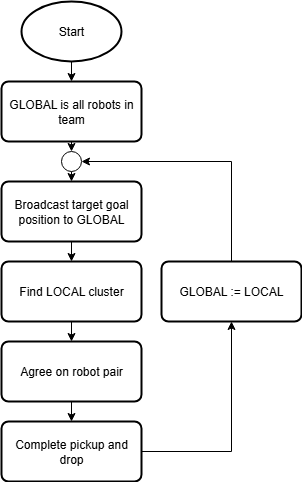 Start
GLOBAL is all robots in
team
Broadcast target goal
position to GLOBAL
Find LOCAL cluster
GLOBAL := LOCAL
Agree on robot pair
Complete pickup and
drop